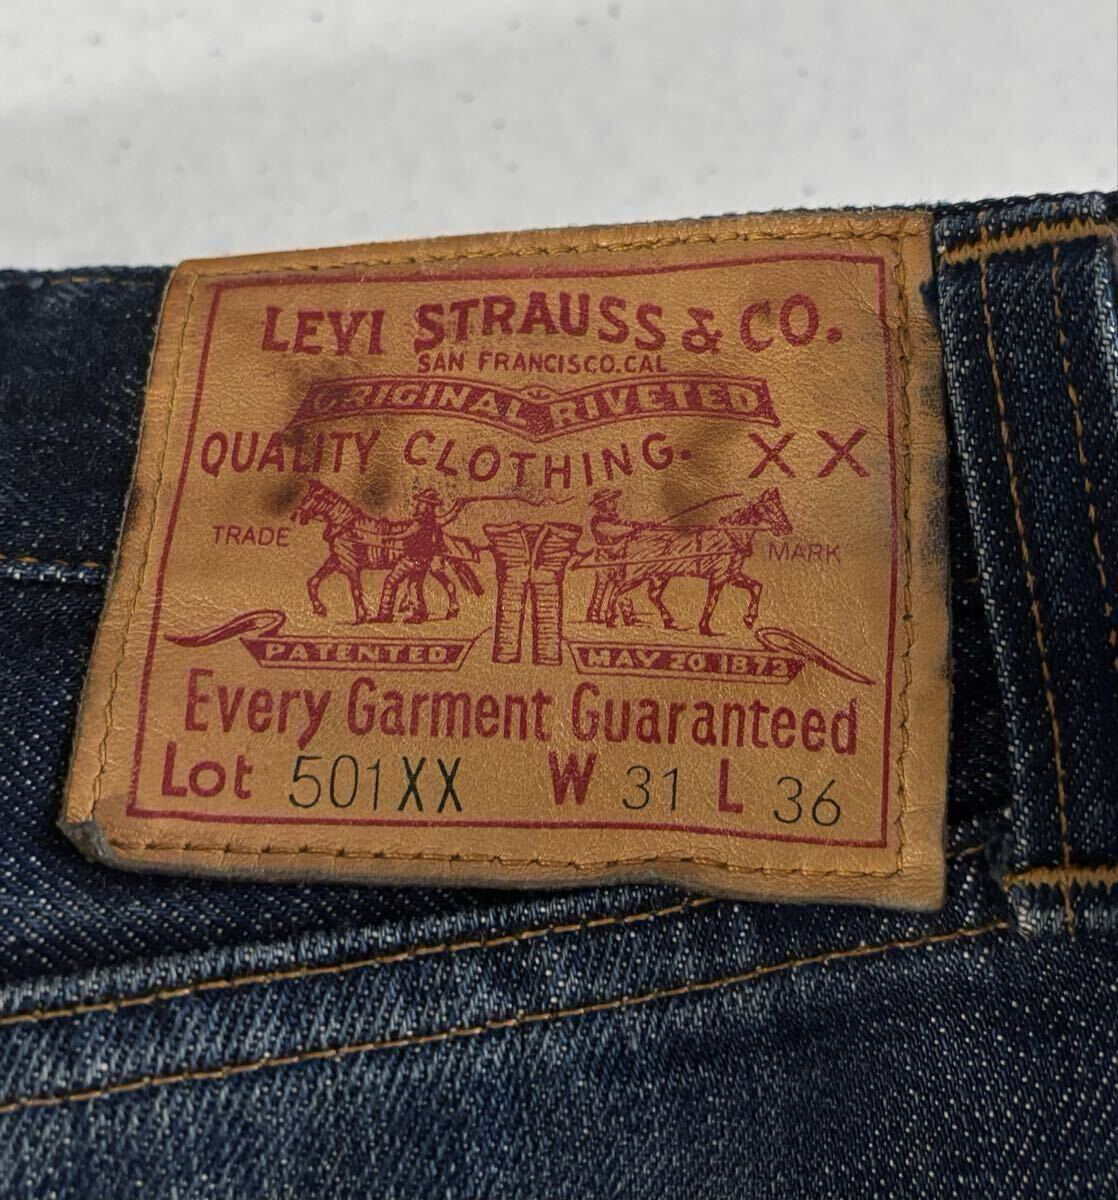 LEVI STRAUSS & CO.
SAN FRANCISCO.CAL
ORIGINAL RIVETED
QUALITY CLOTHING. XX
TRADE MARK
PATENTED MAY 20 1873
Every Garment Guaranteed
Lot 501XX W 31 L 36